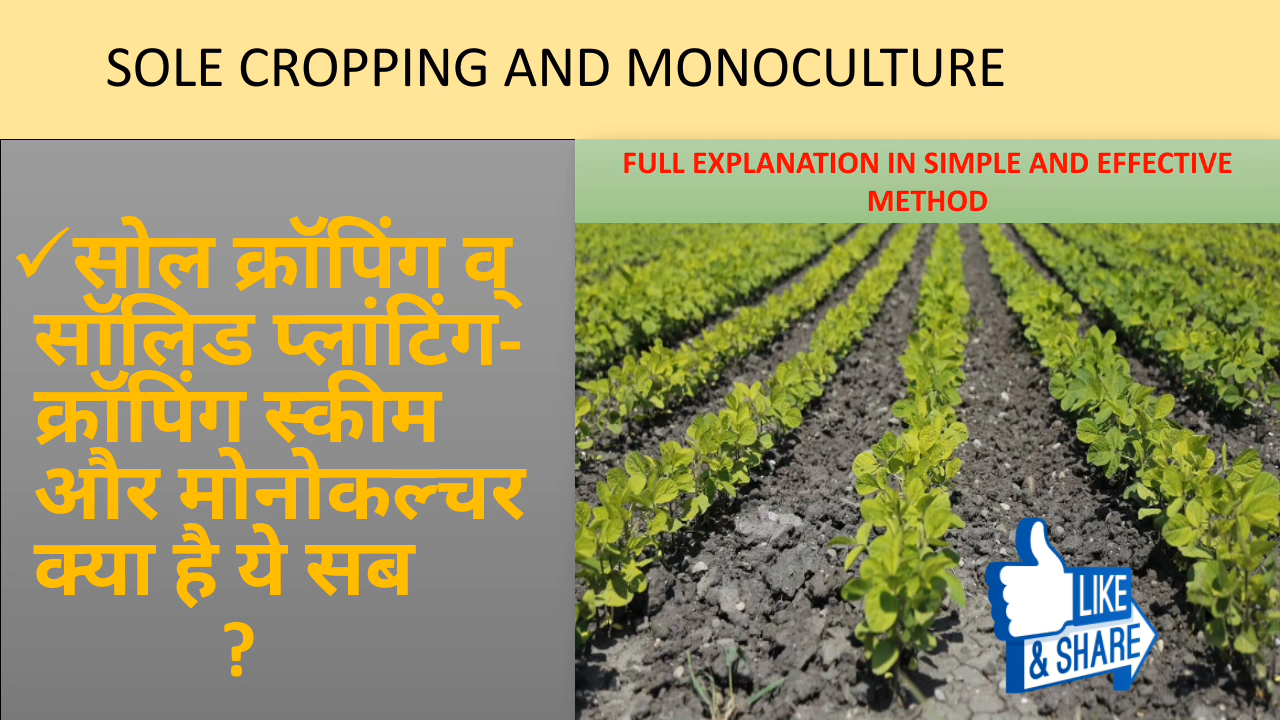 SOLE CROPPING AND MONOCULTURE
FULL EXPLANATION IN SIMPLE AND EFFECTIVE
METHOD
✓सोल क्रॉपिंग व्
सॉलिड प्लांटिंग-
क्रॉपिंग स्कीम
और मोनोकल्चर
क्या है ये सब
?
LIKE
& SHARE